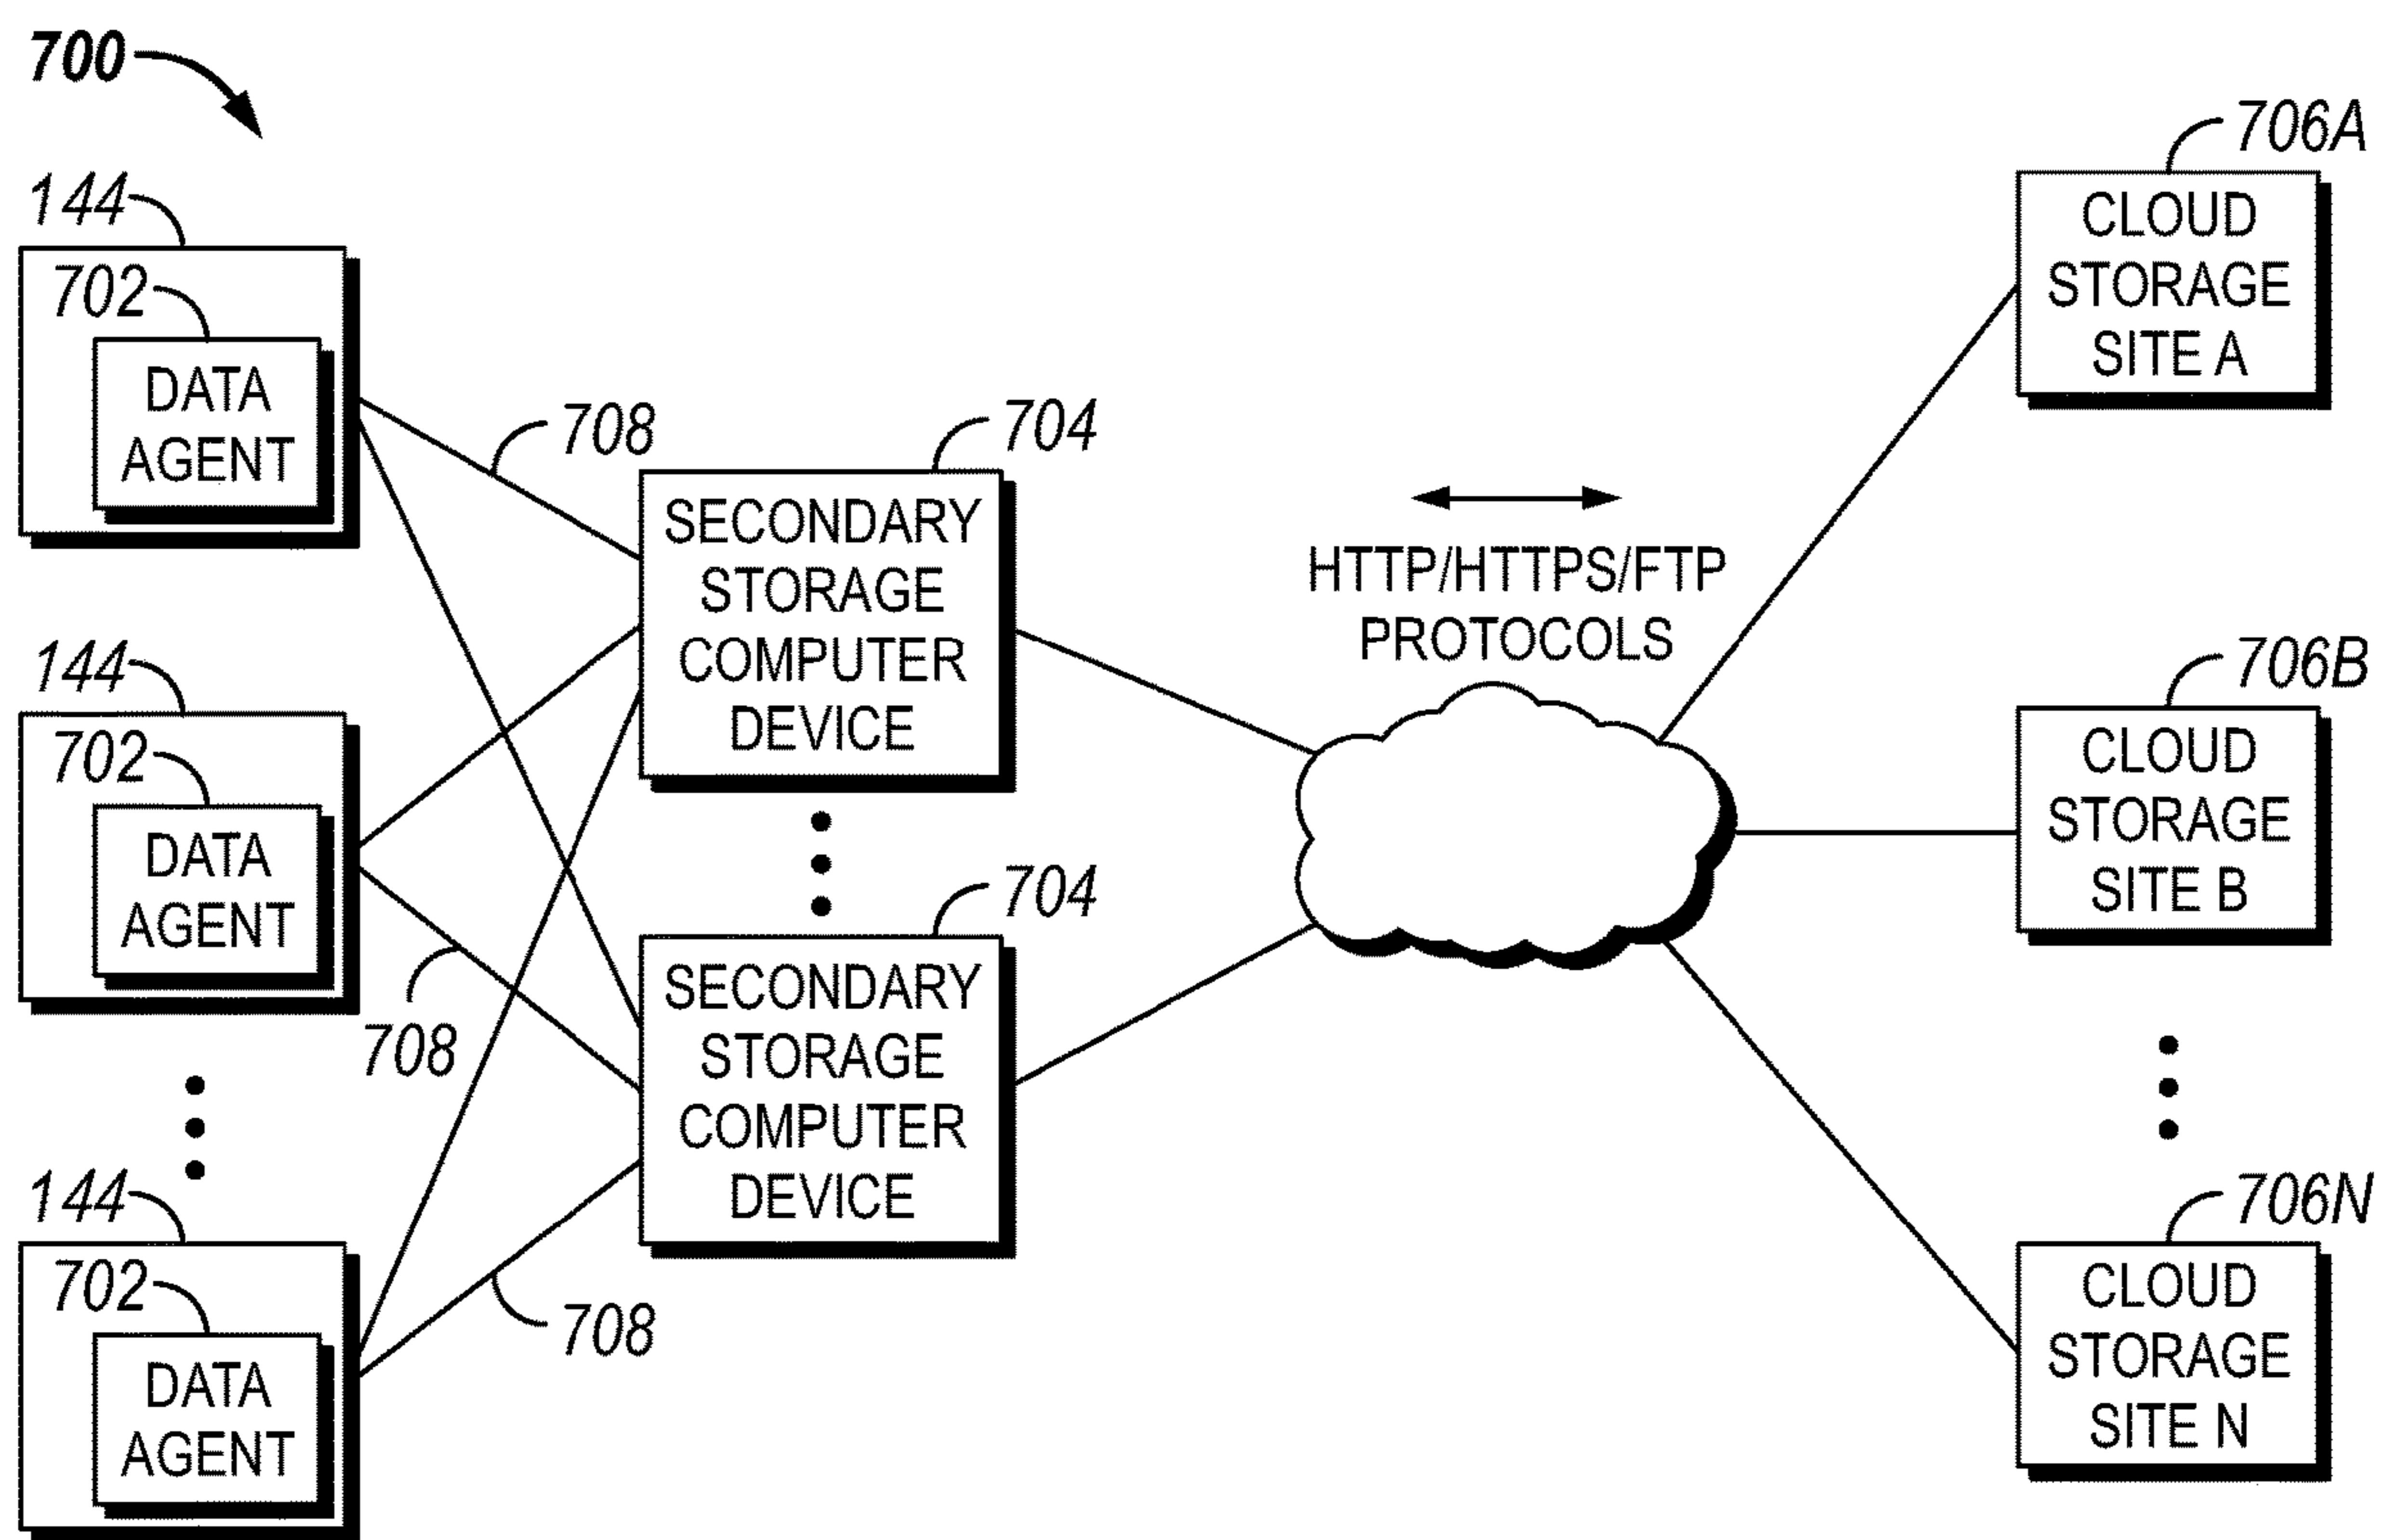 700
144
702
DATA
AGENT
144
702
DATA
AGENT
144
702
DATA
AGENT
708
708
708
704
SECONDARY
STORAGE
COMPUTER
DEVICE
704
SECONDARY
STORAGE
COMPUTER
DEVICE
HTTP/HTTPS/FTP
PROTOCOLS
706A
CLOUD
STORAGE
SITE A
706B
CLOUD
STORAGE
SITE B
706N
CLOUD
STORAGE
SITE N